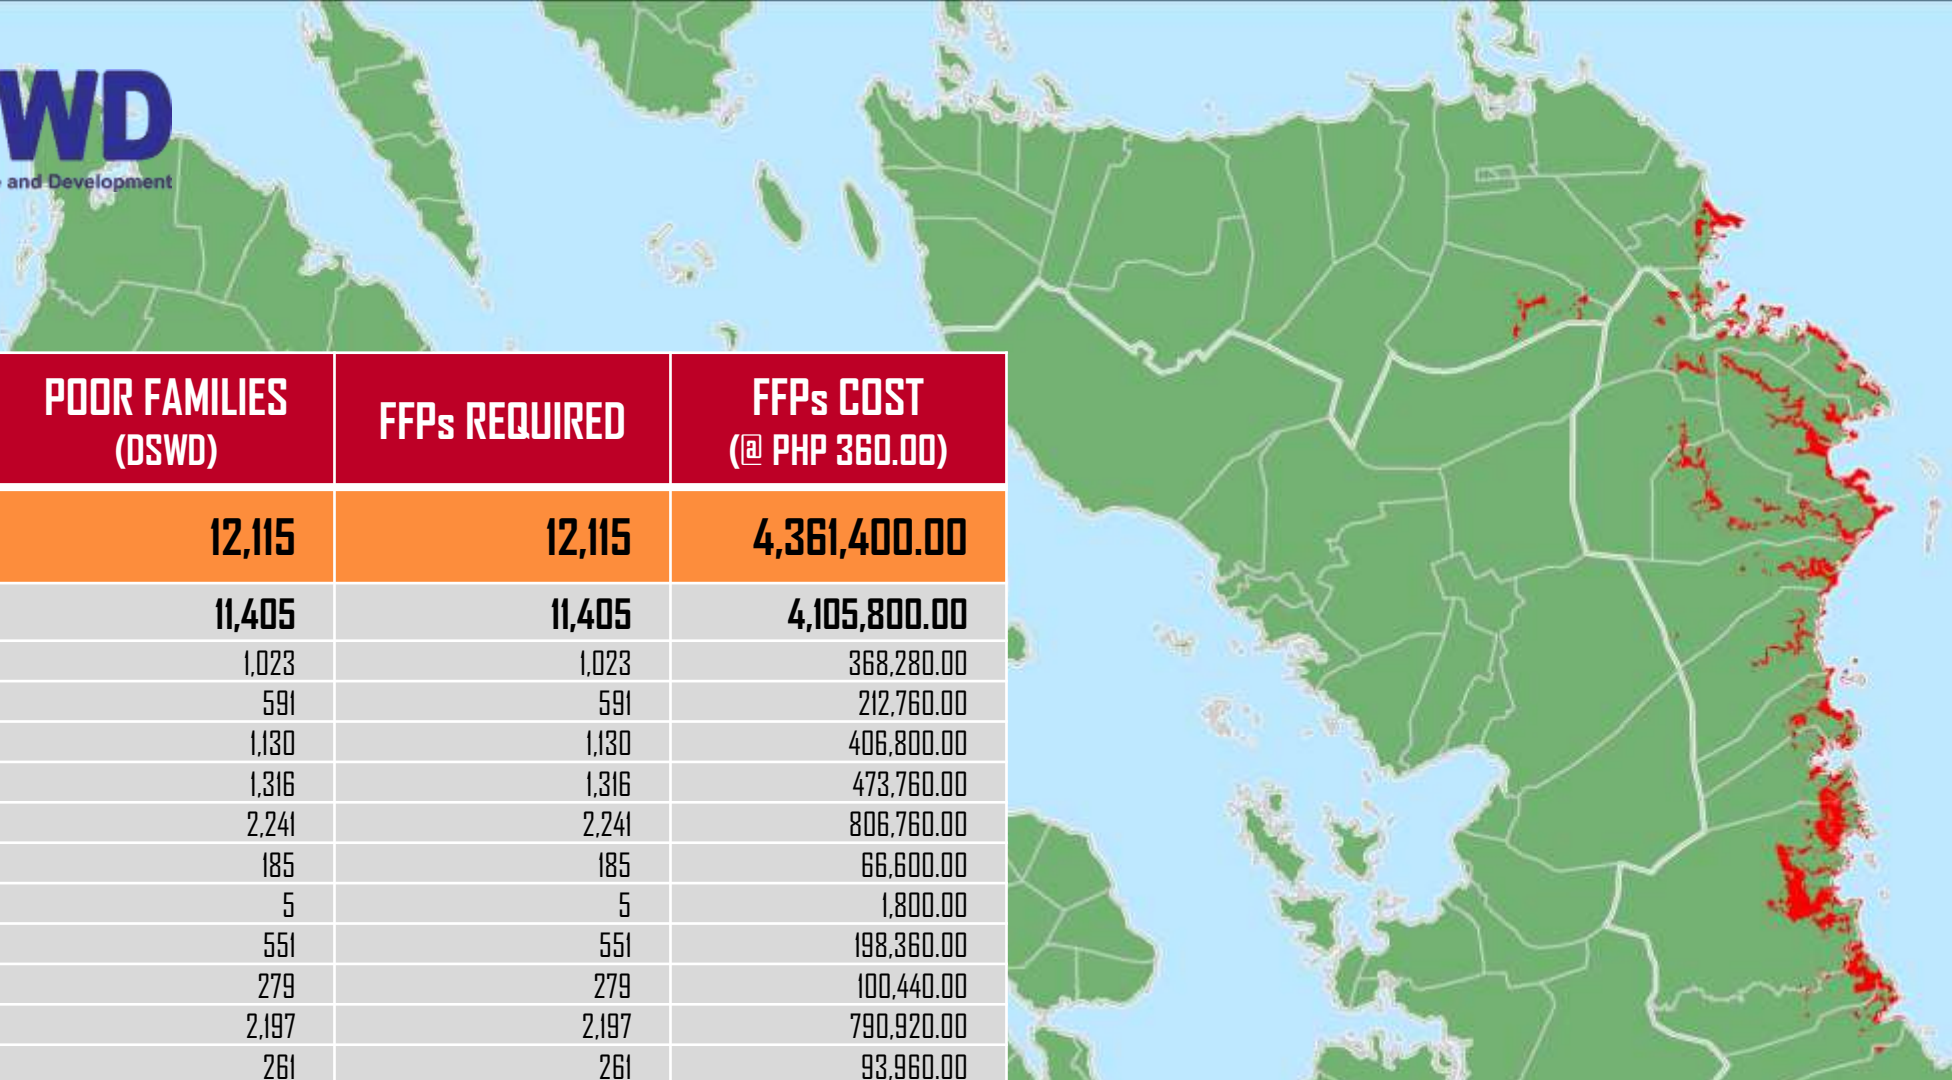 WD
and Development
POOR FAMILIES (DSWD) FFPs REQUIRED FFPs COST (@ PHP 360.00)
12,115 12,115 4,361,400.00
11,405 11,405 4,105,800.00
1,023 1,023 368,280.00
591 591 212,760.00
1,130 1,130 406,800.00
1,316 1,316 473,760.00
2,241 2,241 806,760.00
185 185 66,600.00
5 5 1,800.00
551 551 198,360.00
279 279 100,440.00
2,197 2,197 790,920.00
261 261 93,960.00